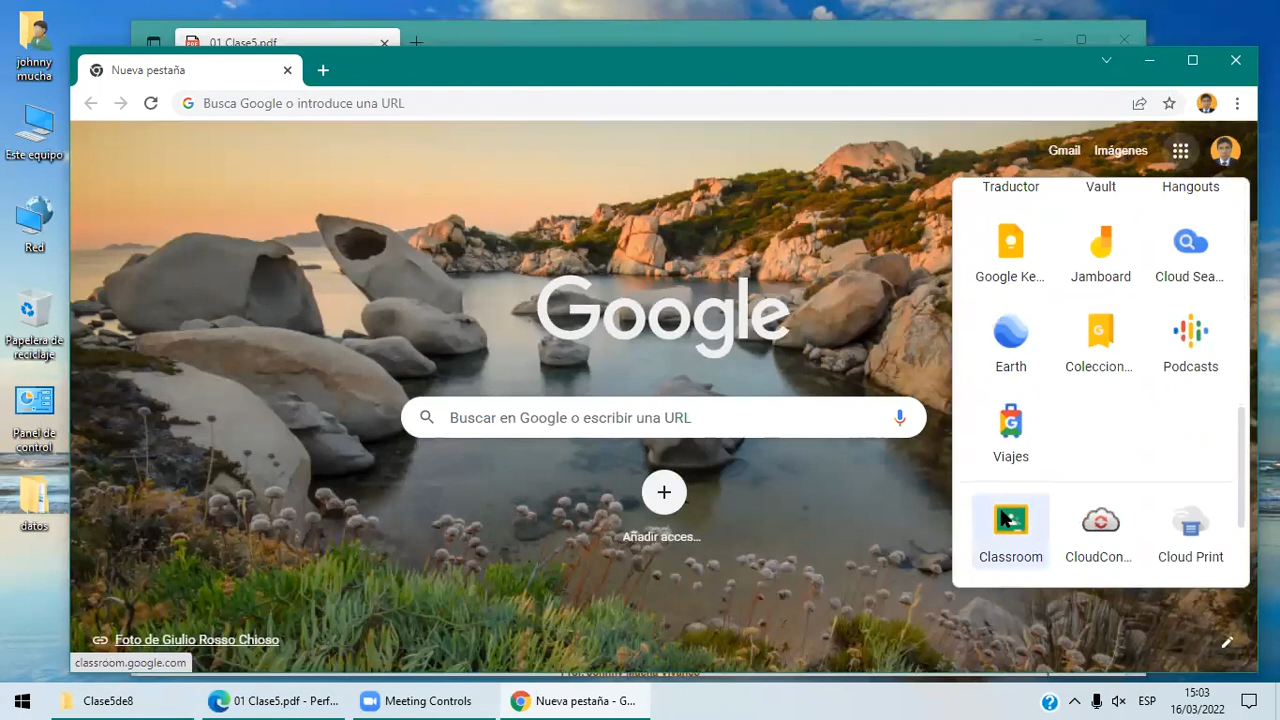 johnny
mucha
Este equipo
Red
Papelera de
reciclaje
Panel de
control
datos
01 Clase5.pdf
Nueva pestaña
Busca Google o introduce una URL
Gmail
Imágenes
Traductor
Vault
Hangouts
Google Ke...
Jamboard
Cloud Sea...
Earth
Coleccion...
Podcasts
Viajes
Classroom
CloudCon...
Cloud Print
Google
Buscar en Google o escribir una URL
Añadir acces...
Foto de Giulio Rosso Chioso
classroom.google.com
Clase5de8
01 Clase5.pdf - Perf...
Meeting Controls
Nueva pestaña - G...
ESP
15:03
16/03/2022